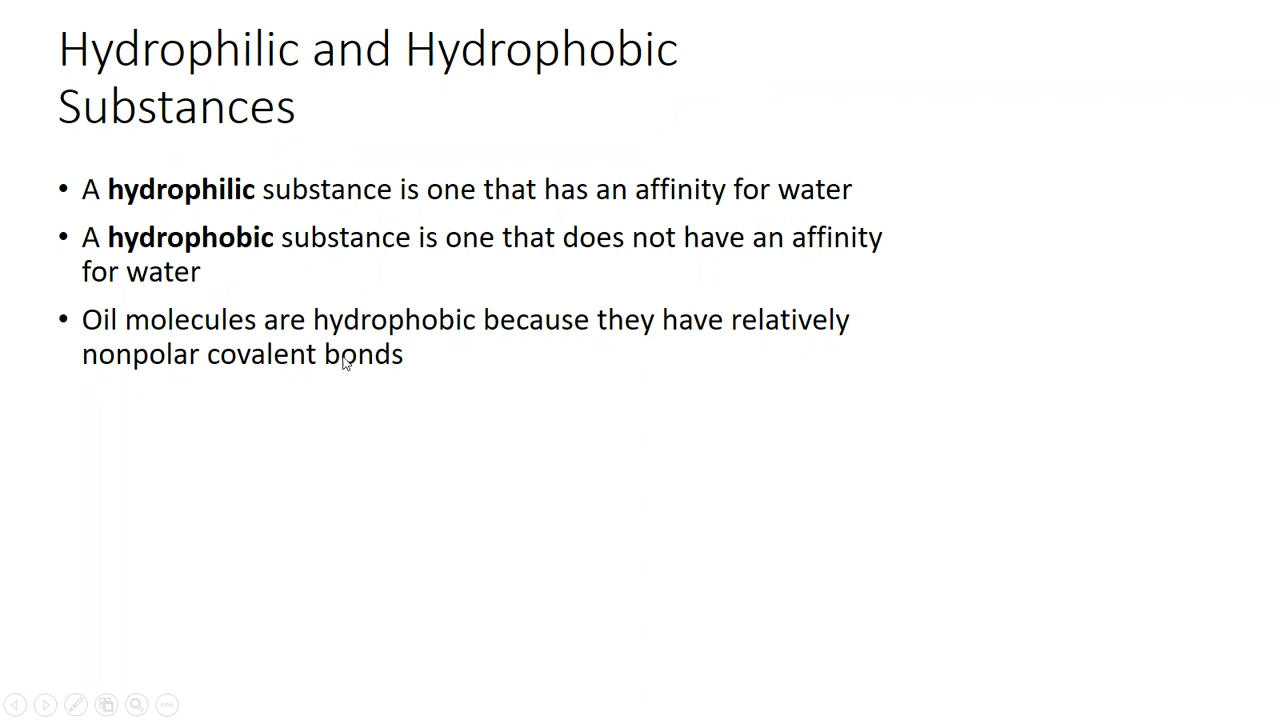 Hydrophilic and Hydrophobic
Substances
• A hydrophilic substance is one that has an affinity for water
• A hydrophobic substance is one that does not have an affinity
for water
• Oil molecules are hydrophobic because they have relatively
nonpolar covalent bonds